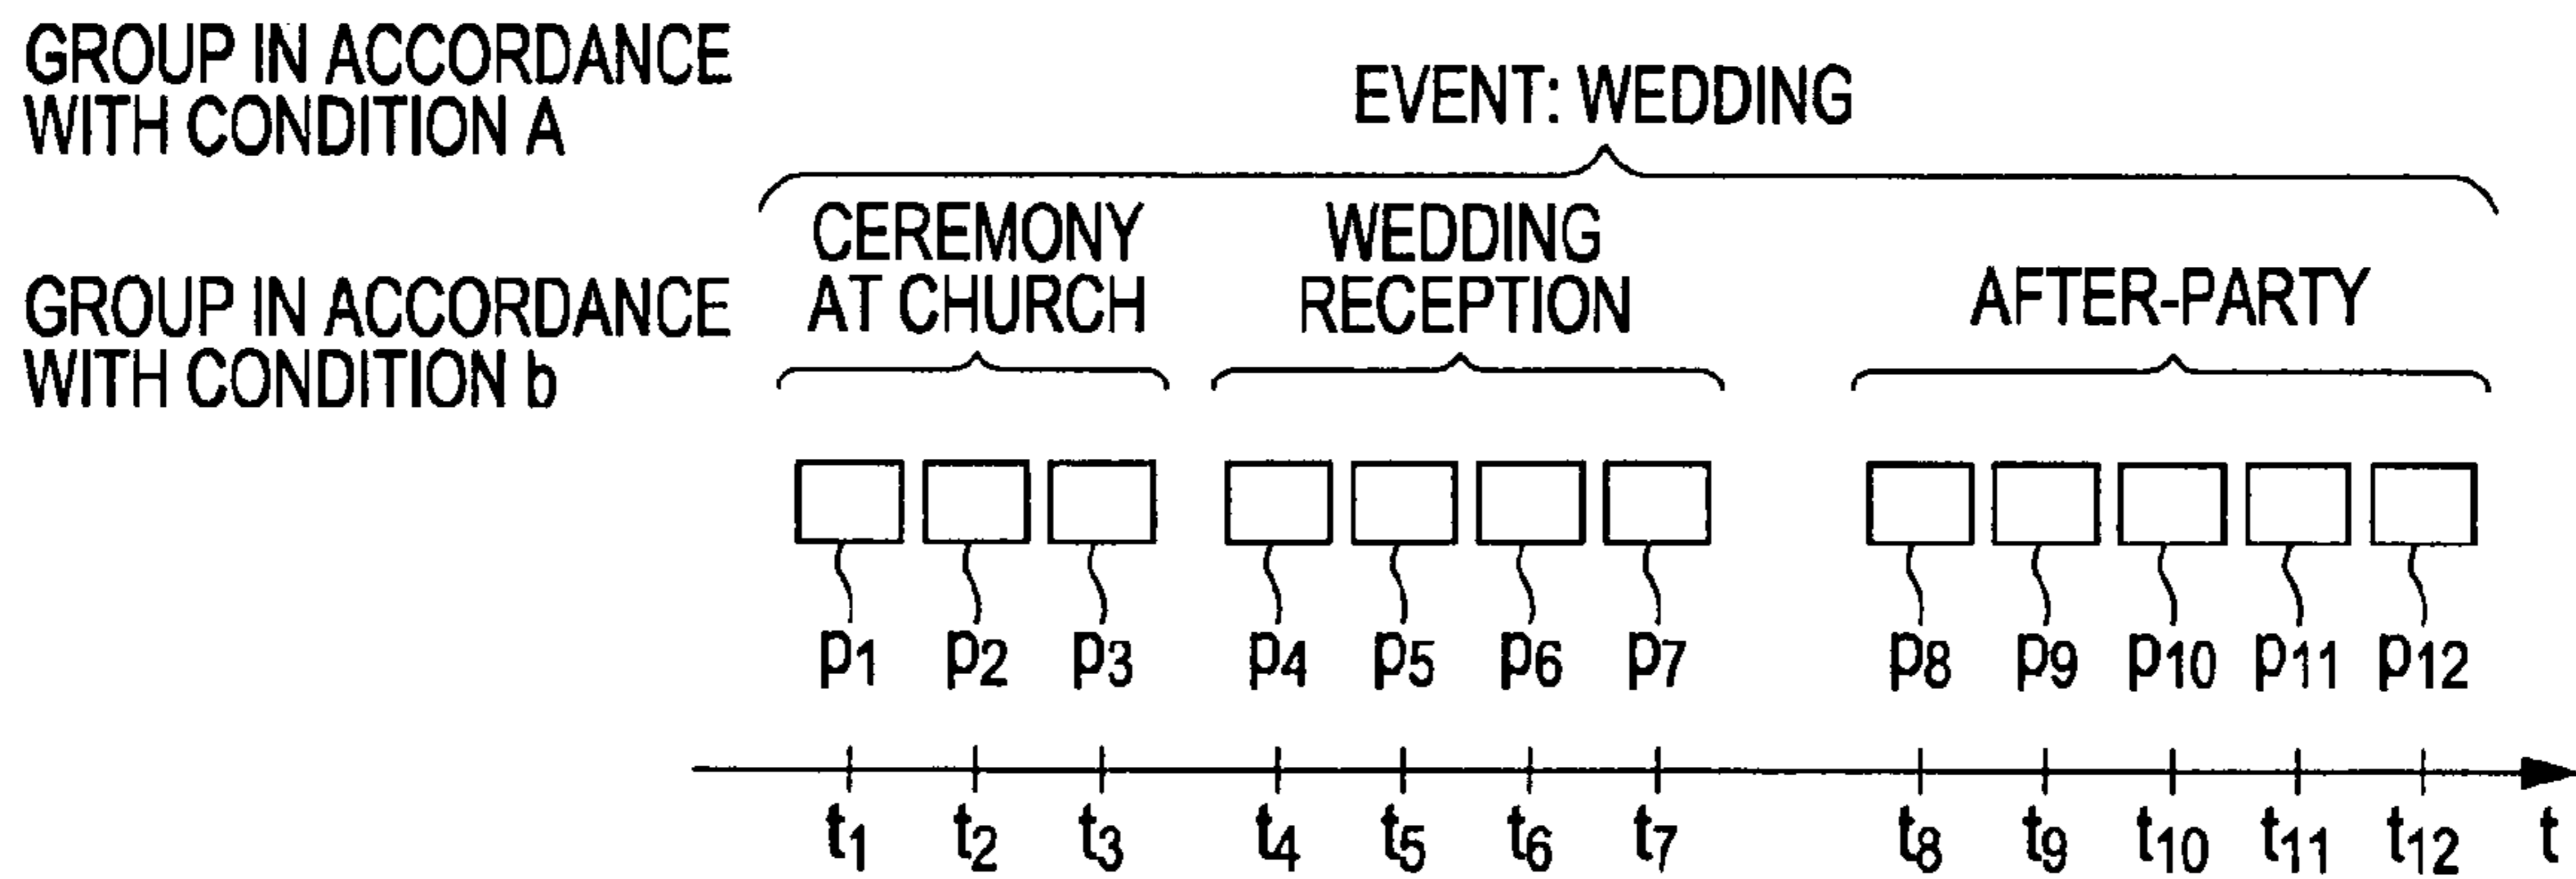 GROUP IN ACCORDANCE
WITH CONDITION A
EVENT: WEDDING
GROUP IN ACCORDANCE
WITH CONDITION b
CEREMONY
AT CHURCH
WEDDING
RECEPTION
AFTER-PARTY
p1 p2 p3 p4 p5 p6 p7 p8 p9 p10 p11 p12
t1 t2 t3 t4 t5 t6 t7 t8 t9 t10 t11 t12 t